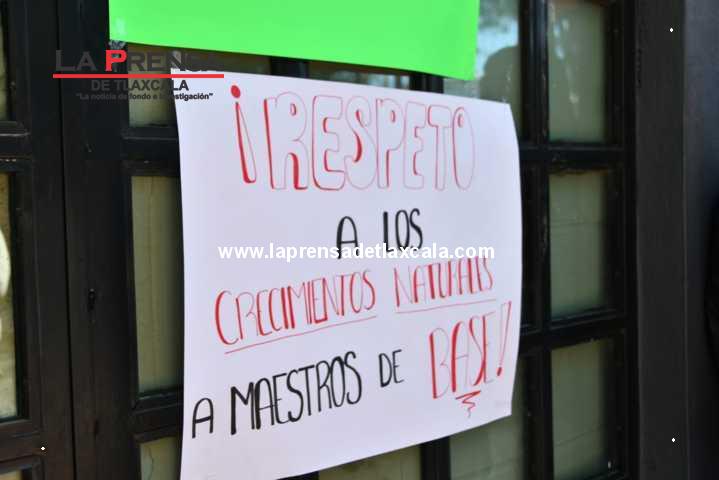 LA PRENSA
DE TLAXCALA
"La noticia de fondo e investigación"
¡RESPETO
A LOS
www.laprensadetlaxcala.com
CRECIMIENTOS NATURALES
A MAESTROS DE BASE!